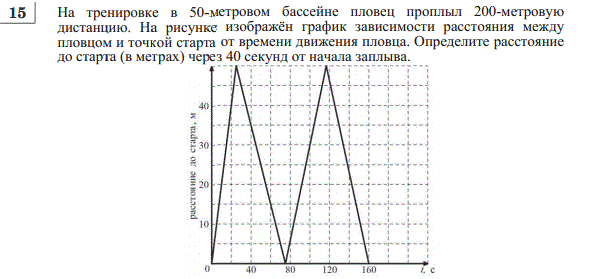 15 На тренировке в 50-метровом бассейне пловец проплыл 200-метровую
дистанцию. На рисунке изображён график зависимости расстояния между
пловцом и точкой старта от времени движения пловца. Определите расстояние
до старта (в метрах) через 40 секунд от начала заплыва.
расстояние до старта, м
40
30
20
10
0 40 80 120 160 t, с